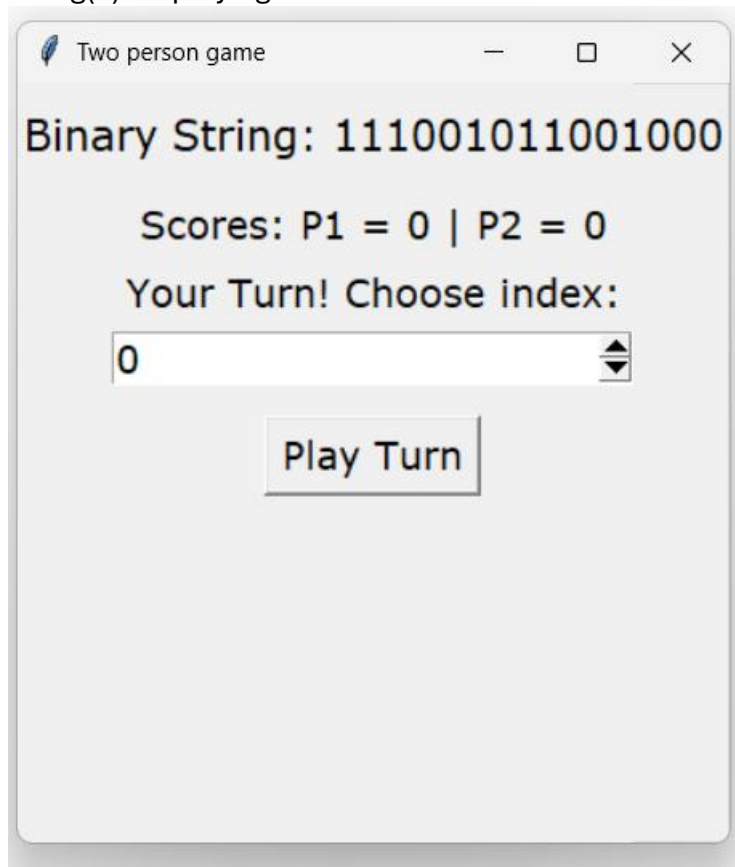 Two person game
Binary String: 111001011001000
Scores: P1 = 0 | P2 = 0
Your Turn! Choose index:
0
Play Turn